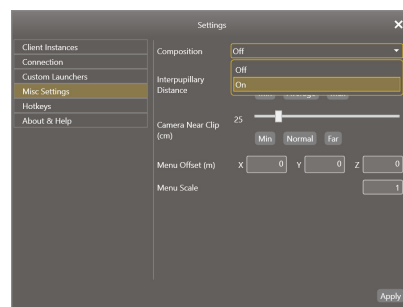 Settings
Client Instances
Connection
Custom Launchers
Misc Settings
Hotkeys
About & Help
Composition Off
Off
On
Interpupillary
Distance
Camera Near Clip
(cm)
25
Min Normal Far
Menu Offset (m) X 0 Y 0 Z 0
Menu Scale 1
Apply